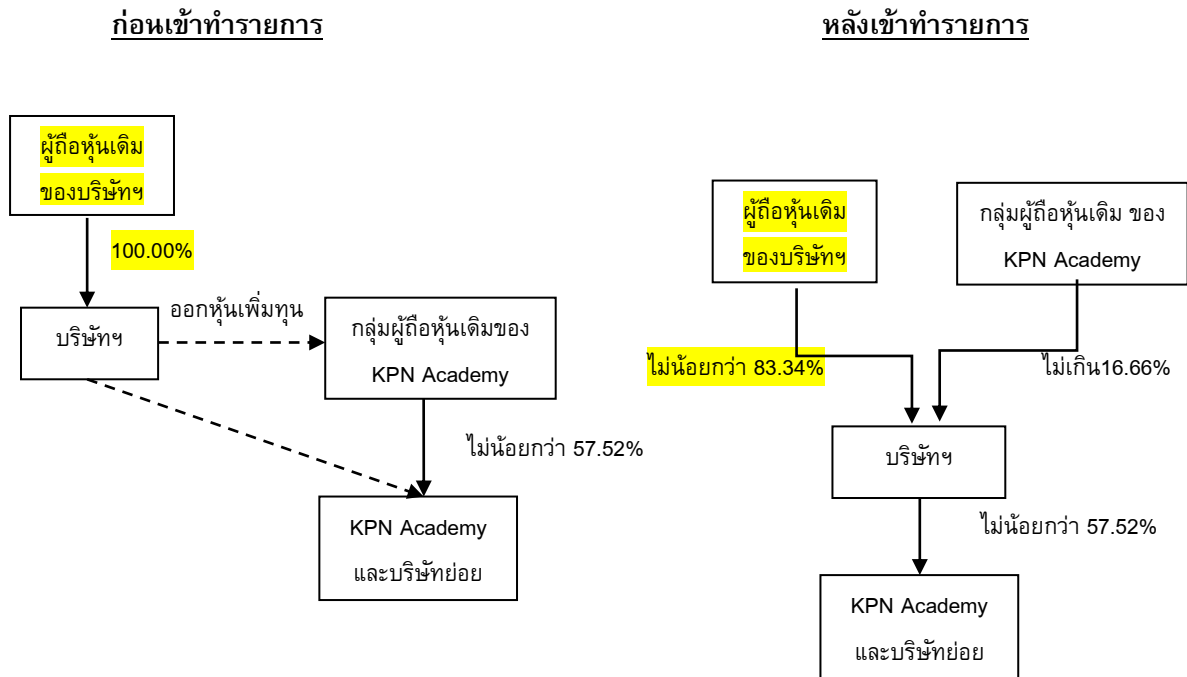 ก่อนเข้าทำรายการ
ผู้ถือหุ้นเดิม
ของบริษัทฯ
100.00%
ออกหุ้นเพิ่มทุน
บริษัทฯ
กลุ่มผู้ถือหุ้นเดิมของ
KPN Academy
ไม่น้อยกว่า 57.52%
KPN Academy
และบริษัทย่อย
หลังเข้าทำรายการ
ผู้ถือหุ้นเดิม
ของบริษัทฯ
กลุ่มผู้ถือหุ้นเดิม ของ
KPN Academy
ไม่น้อยกว่า 83.34%
ไม่เกิน16.66%
บริษัทฯ
ไม่น้อยกว่า 57.52%
KPN Academy
และบริษัทย่อย